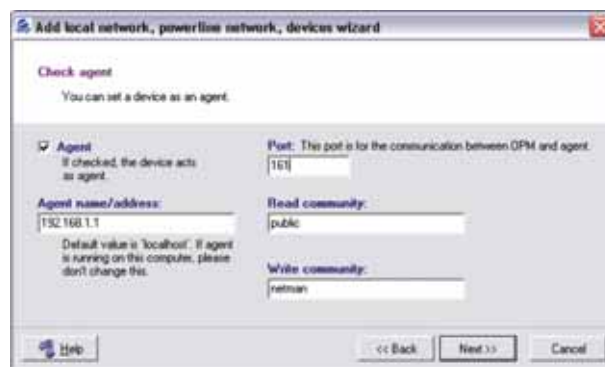 Add local network, powerline network, devices wizard
Check agent
You can set a device as an agent.
Agent
If checked, the device acts
as agent.
Agent name/address:
192.168.1.1
Default value is 'localhost'. If agent
is running on this computer, please
don't change this.
Port: This port is for the communication between OPM and agent.
161
Read community:
public
Write community:
netman
Help
<< Back
Next >>
Cancel